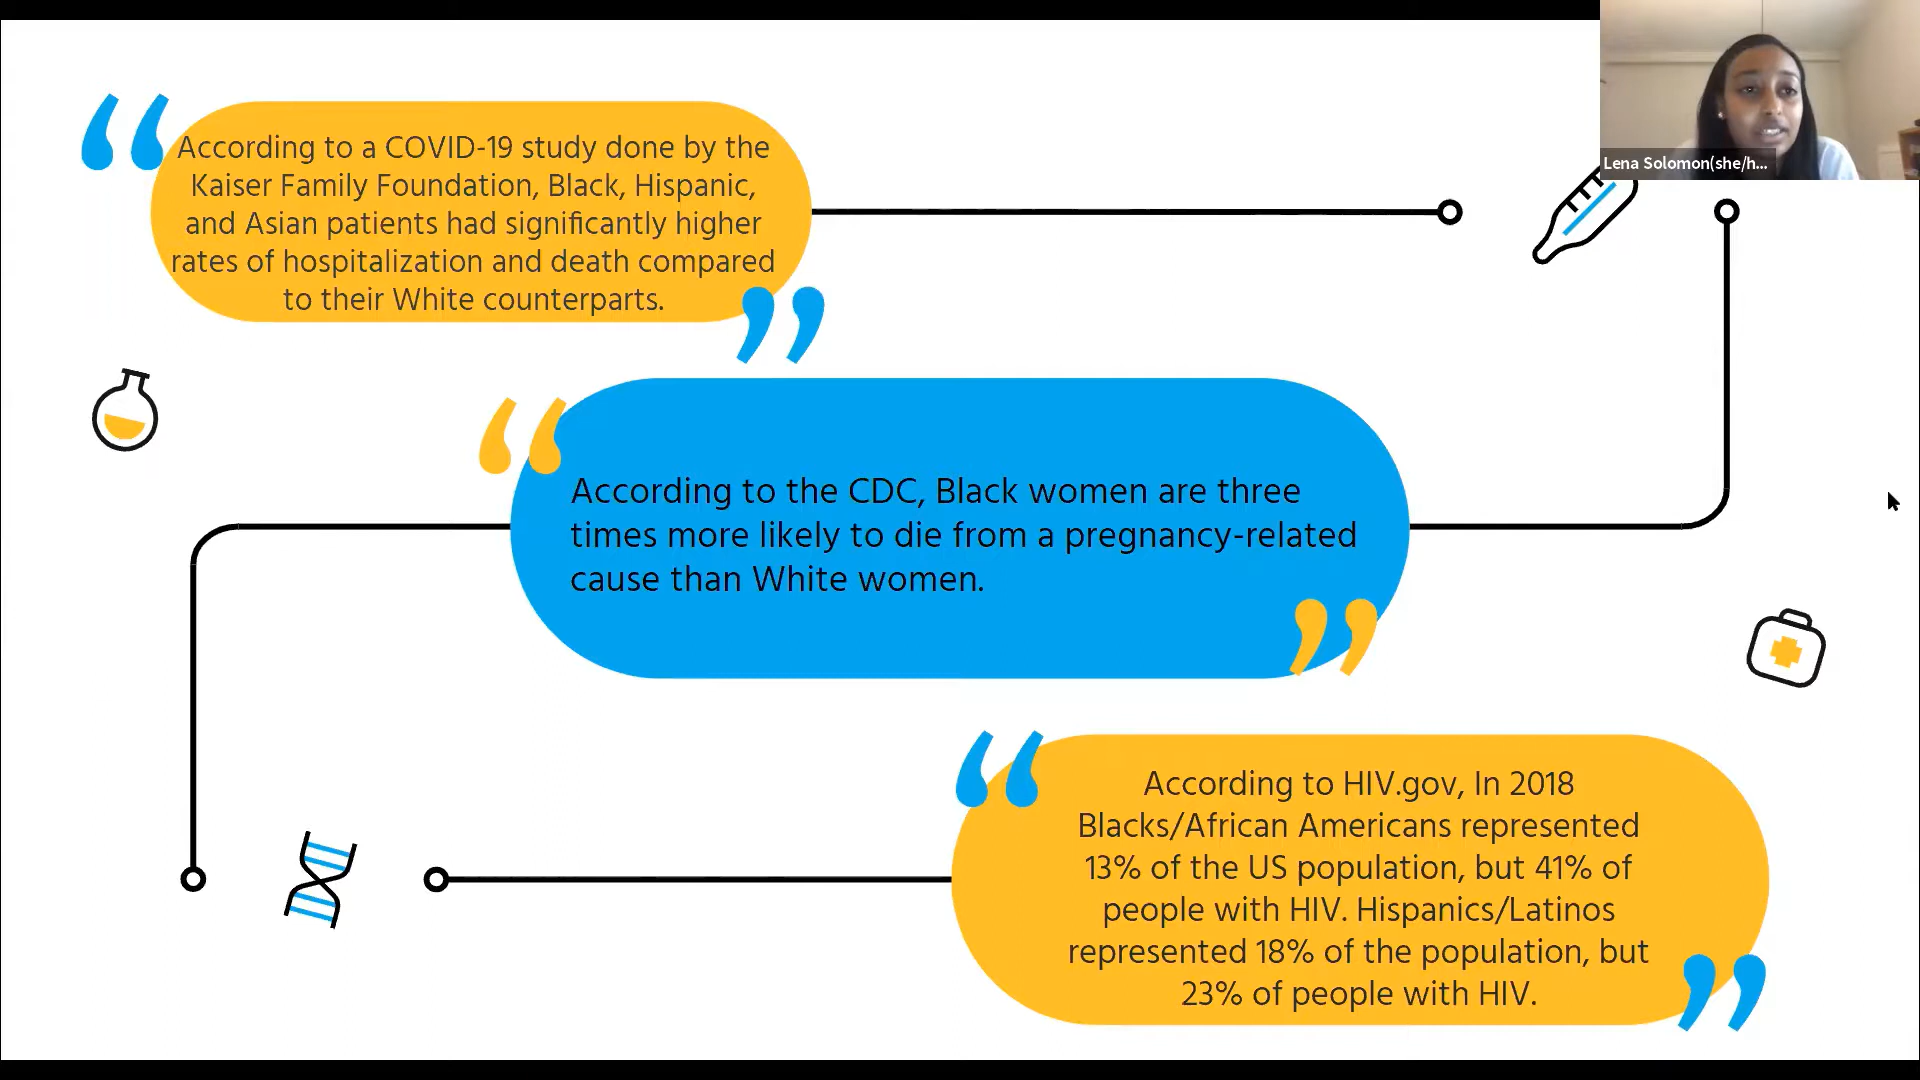 According to a COVID-19 study done by the
Kaiser Family Foundation, Black, Hispanic,
and Asian patients had significantly higher
rates of hospitalization and death compared
to their White counterparts.
Lena Solomon(she/h...
According to the CDC, Black women are three
times more likely to die from a pregnancy-related
cause than White women.
According to HIV.gov, In 2018
Blacks/African Americans represented
13% of the US population, but 41% of
people with HIV. Hispanics/Latinos
represented 18% of the population, but
23% of people with HIV.